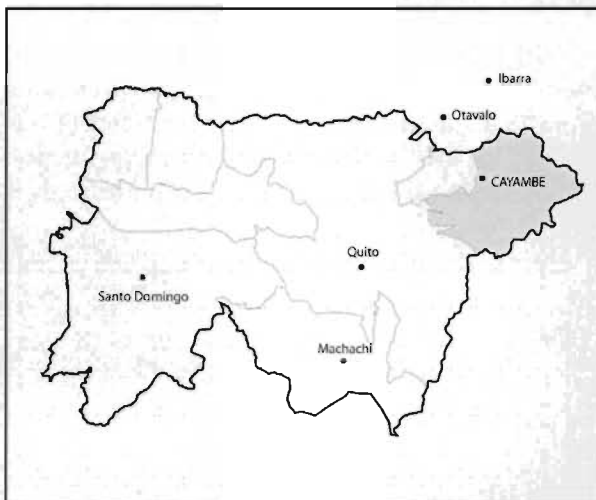 Ibarra
Otavalo
CAYAMBE
Quito
Santo Domingo
Machachi